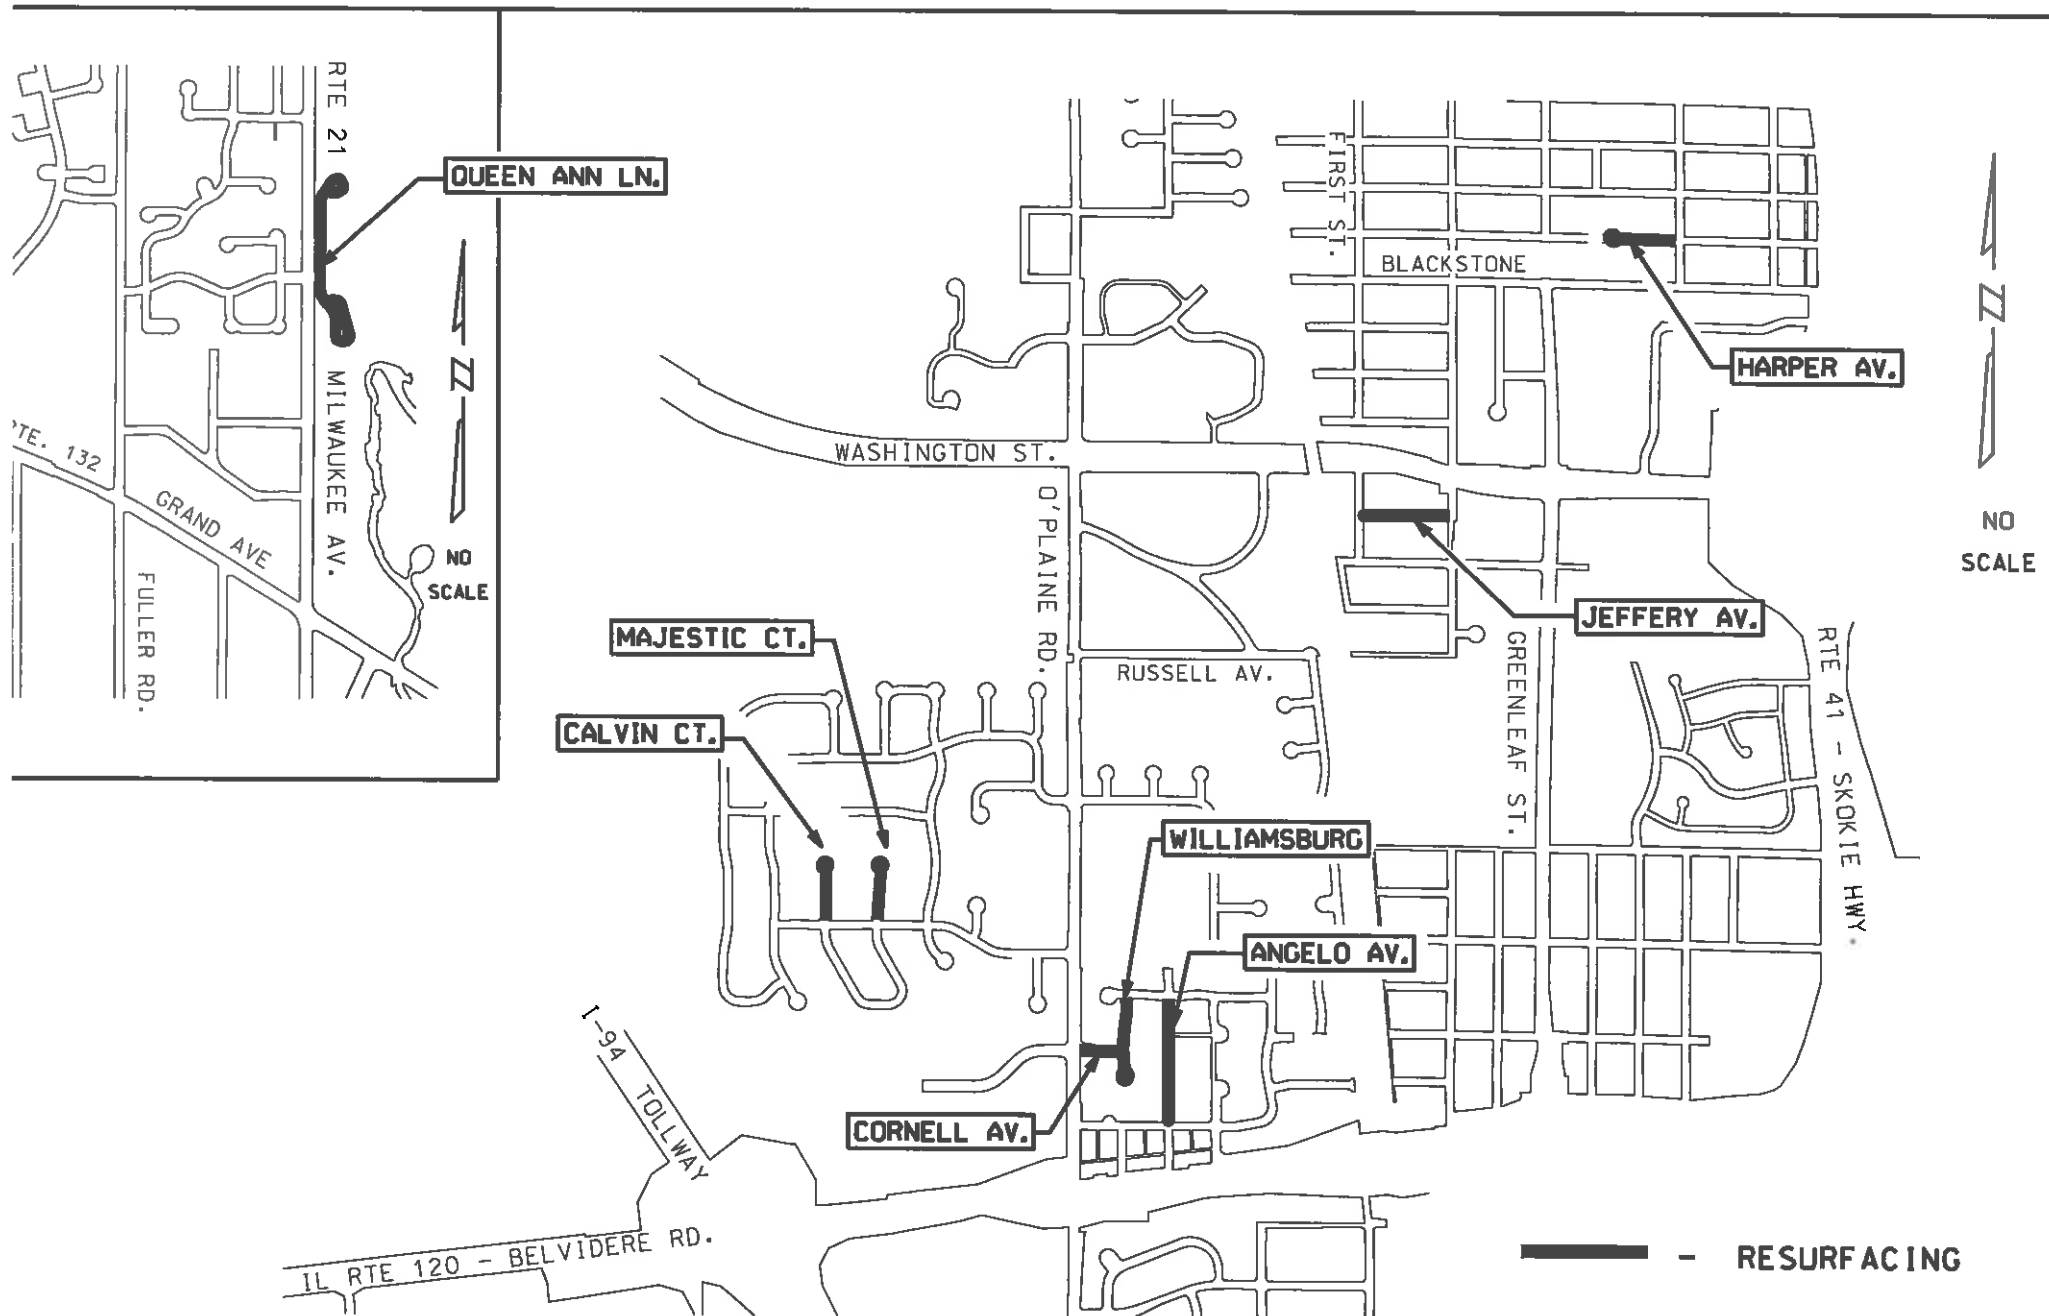 RTE 21
QUEEN ANN LN.
MILWAUKEE AV.
TE. 132
GRAND AVE
FULLER RD.
N
NO
SCALE
FIRST ST.
BLACKSTONE
HARPER AV.
N
NO
SCALE
WASHINGTON ST.
O'PLAINE RD.
JEFFERY AV.
MAJESTIC CT.
RUSSELL AV.
GREENLEAF ST.
RTE 41 - SKOKIE HWY.
CALVIN CT.
WILLIAMSBURG
ANGELO AV.
I-94 TOLLWAY
CORNELL AV.
IL RTE 120 - BELVIDERE RD.
- RESURFACING